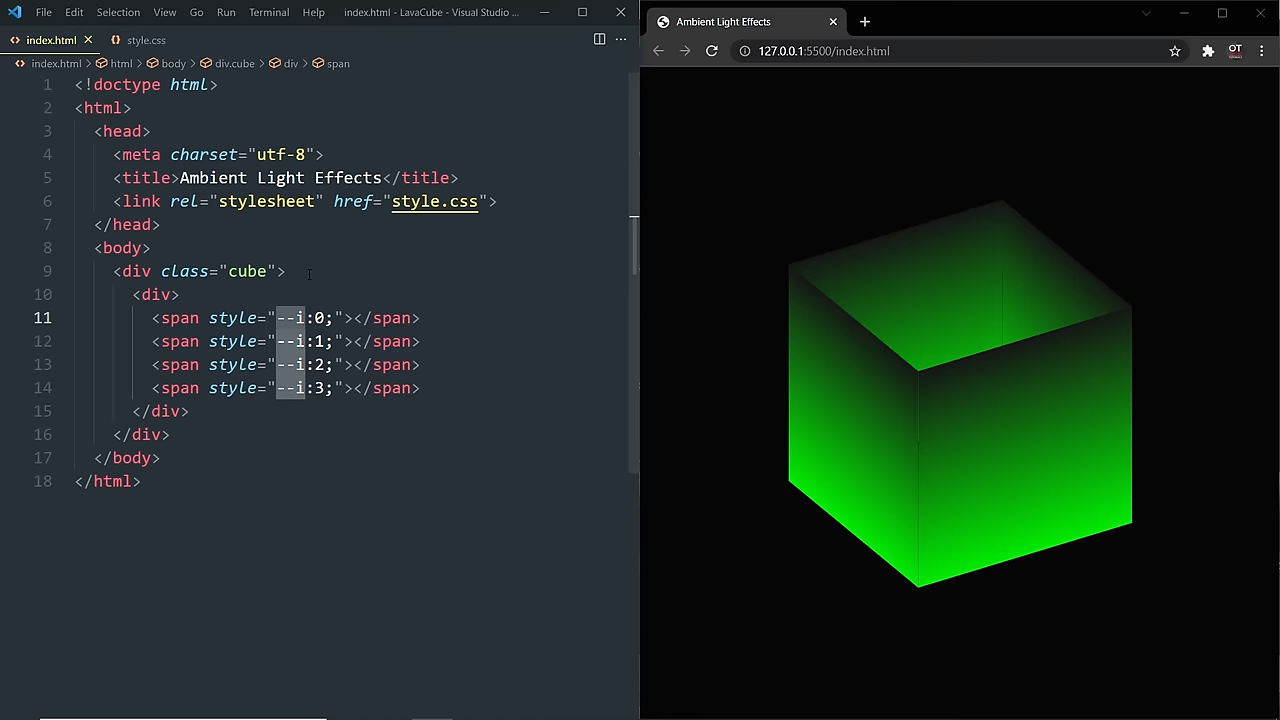 File Edit Selection View Go Run Terminal Help index.html - LavaCube - Visual Studio ...
index.html style.css
index.html > html > body > div.cube > div > span
1 <!doctype html>
2 <html>
3 <head>
4 <meta charset="utf-8">
5 <title>Ambient Light Effects</title>
6 <link rel="stylesheet" href="style.css">
7 </head>
8 <body>
9 <div class="cube">
10 <div>
11 <span style="--i:0;"></span>
12 <span style="--i:1;"></span>
13 <span style="--i:2;"></span>
14 <span style="--i:3;"></span>
15 </div>
16 </div>
17 </body>
18 </html>
Ambient Light Effects
127.0.0.1:5500/index.html
OT